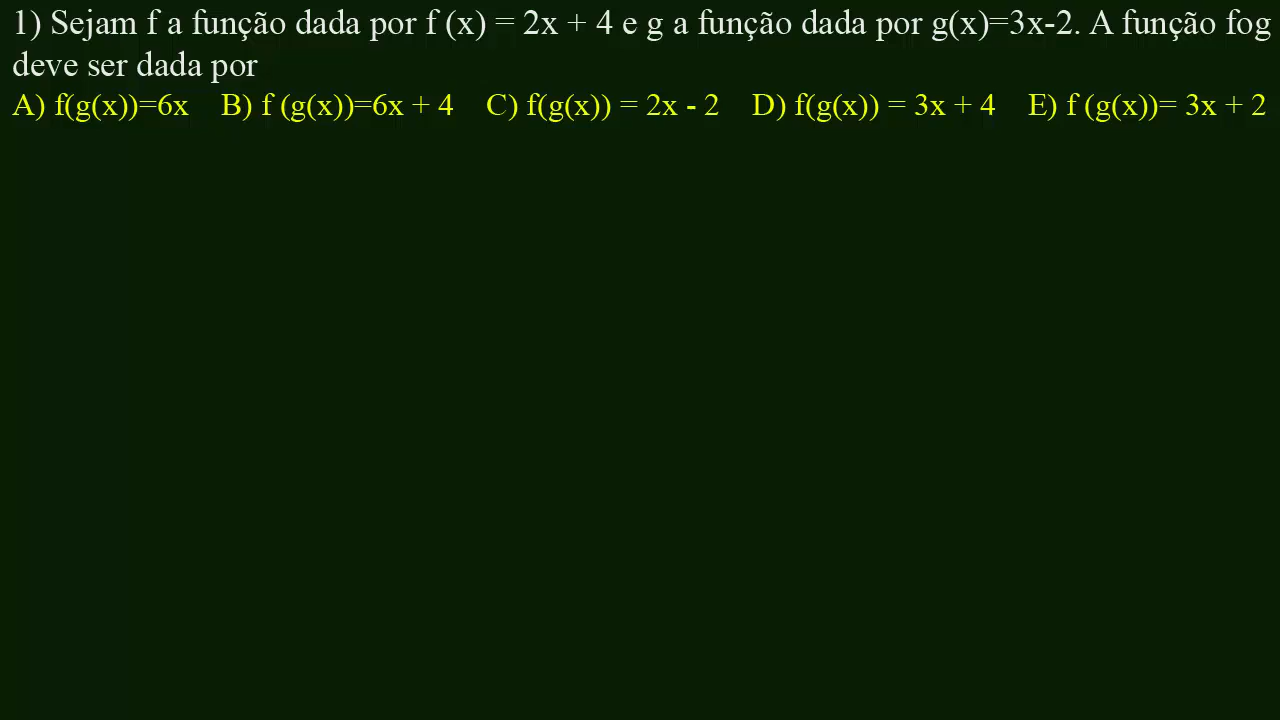 1) Sejam f a função dada por f (x) = 2x + 4 e g a função dada por g(x)=3x-2. A função fog
deve ser dada por
A) f(g(x))=6x B) f (g(x))=6x + 4 C) f(g(x)) = 2x - 2 D) f(g(x)) = 3x + 4 E) f (g(x))= 3x + 2